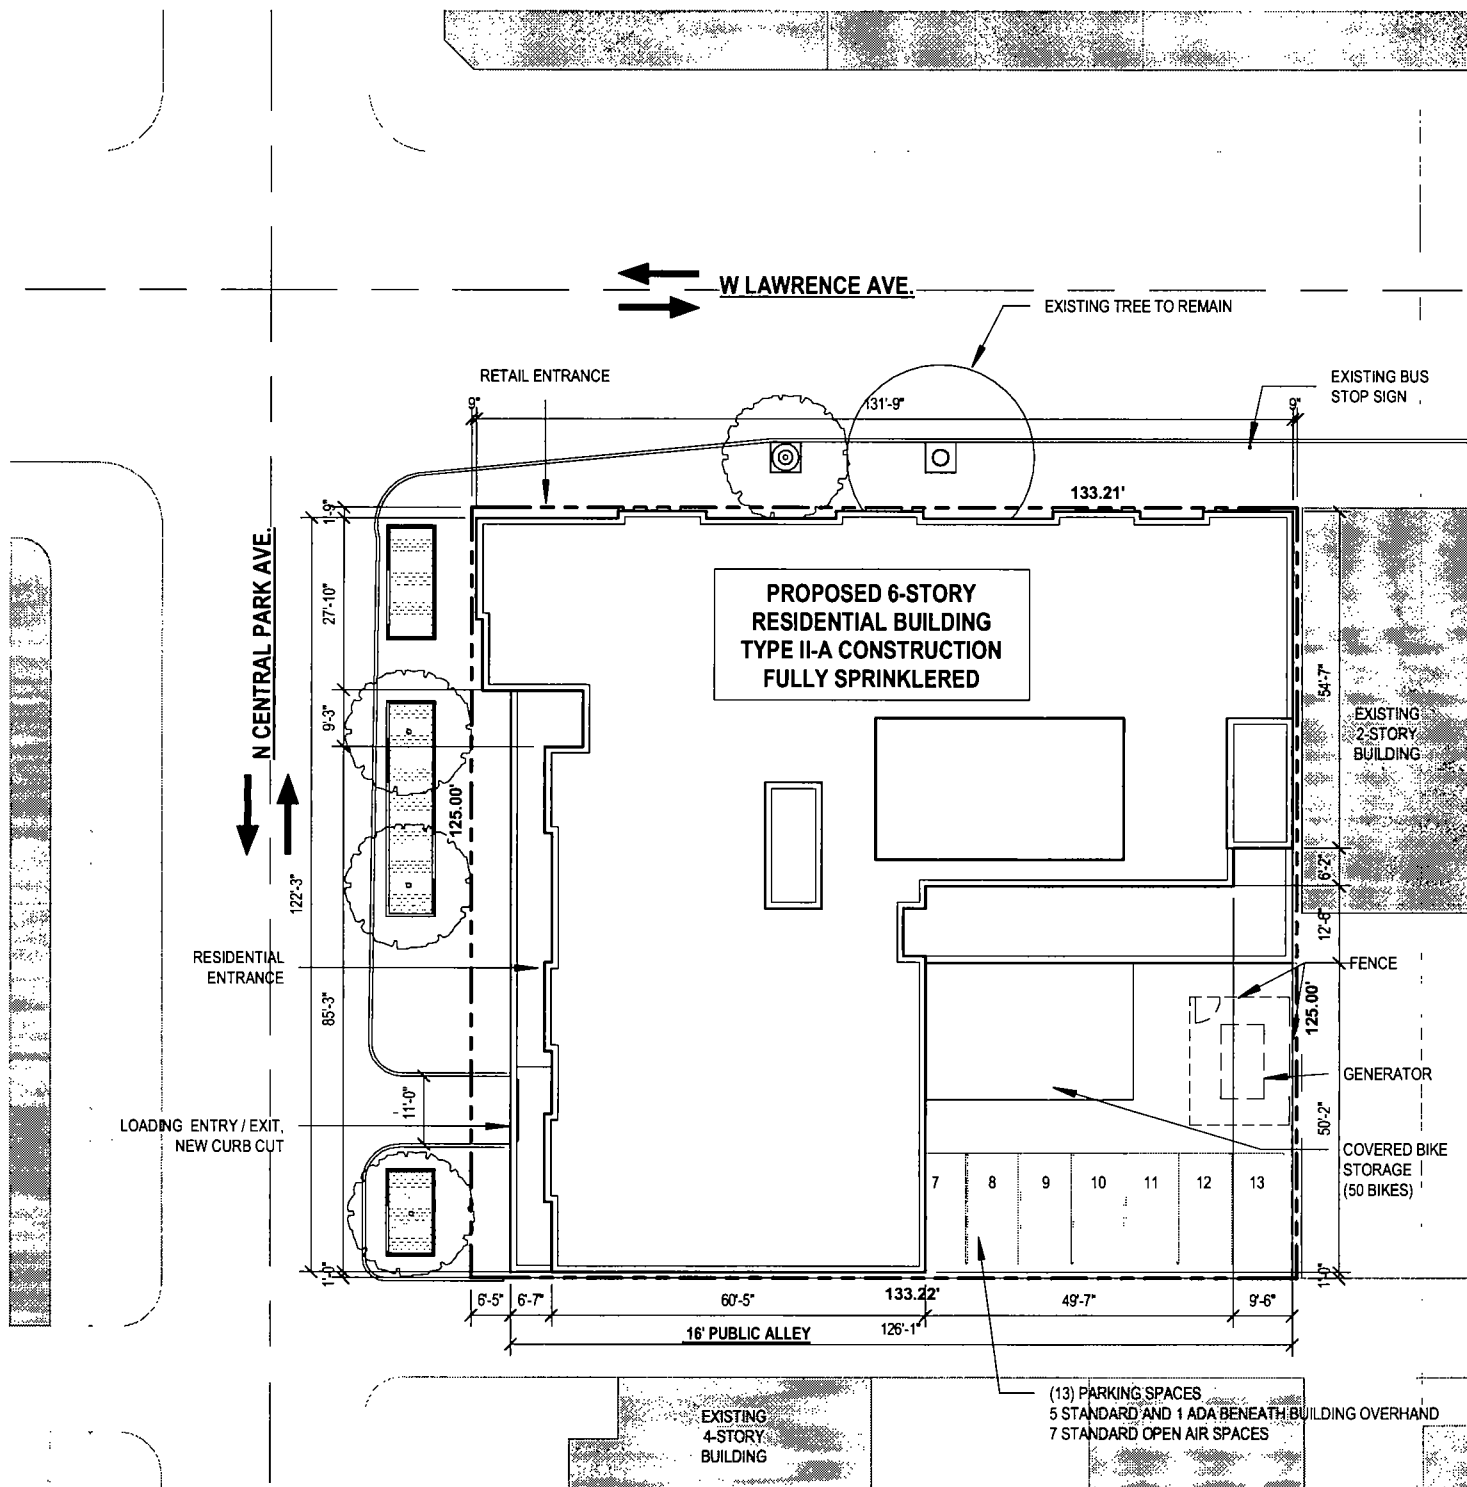 W LAWRENCE AVE.
EXISTING TREE TO REMAIN
RETAIL ENTRANCE
EXISTING BUS
STOP SIGN
9"
131'-9"
9"
133.21'
1'-9"
N CENTRAL PARK AVE.
27'-10"
PROPOSED 6-STORY
RESIDENTIAL BUILDING
TYPE II-A CONSTRUCTION
FULLY SPRINKLERED
54'-7"
9'-3"
EXISTING
2-STORY
BUILDING
125.00'
122'-3"
6'-2"
12'-6"
RESIDENTIAL
ENTRANCE
FENCE
85'-3"
125.00'
GENERATOR
11'-0"
LOADING ENTRY / EXIT,
NEW CURB CUT
50'-2"
COVERED BIKE
STORAGE
(50 BIKES)
7 8 9 10 11 12 13
1'-0"
1'-0"
6'-5" 6'-7" 60'-5" 133.22' 49'-7" 9'-6"
16' PUBLIC ALLEY 126'-1"
(13) PARKING SPACES
5 STANDARD AND 1 ADA BENEATH BUILDING OVERHAND
7 STANDARD OPEN AIR SPACES
EXISTING
4-STORY
BUILDING